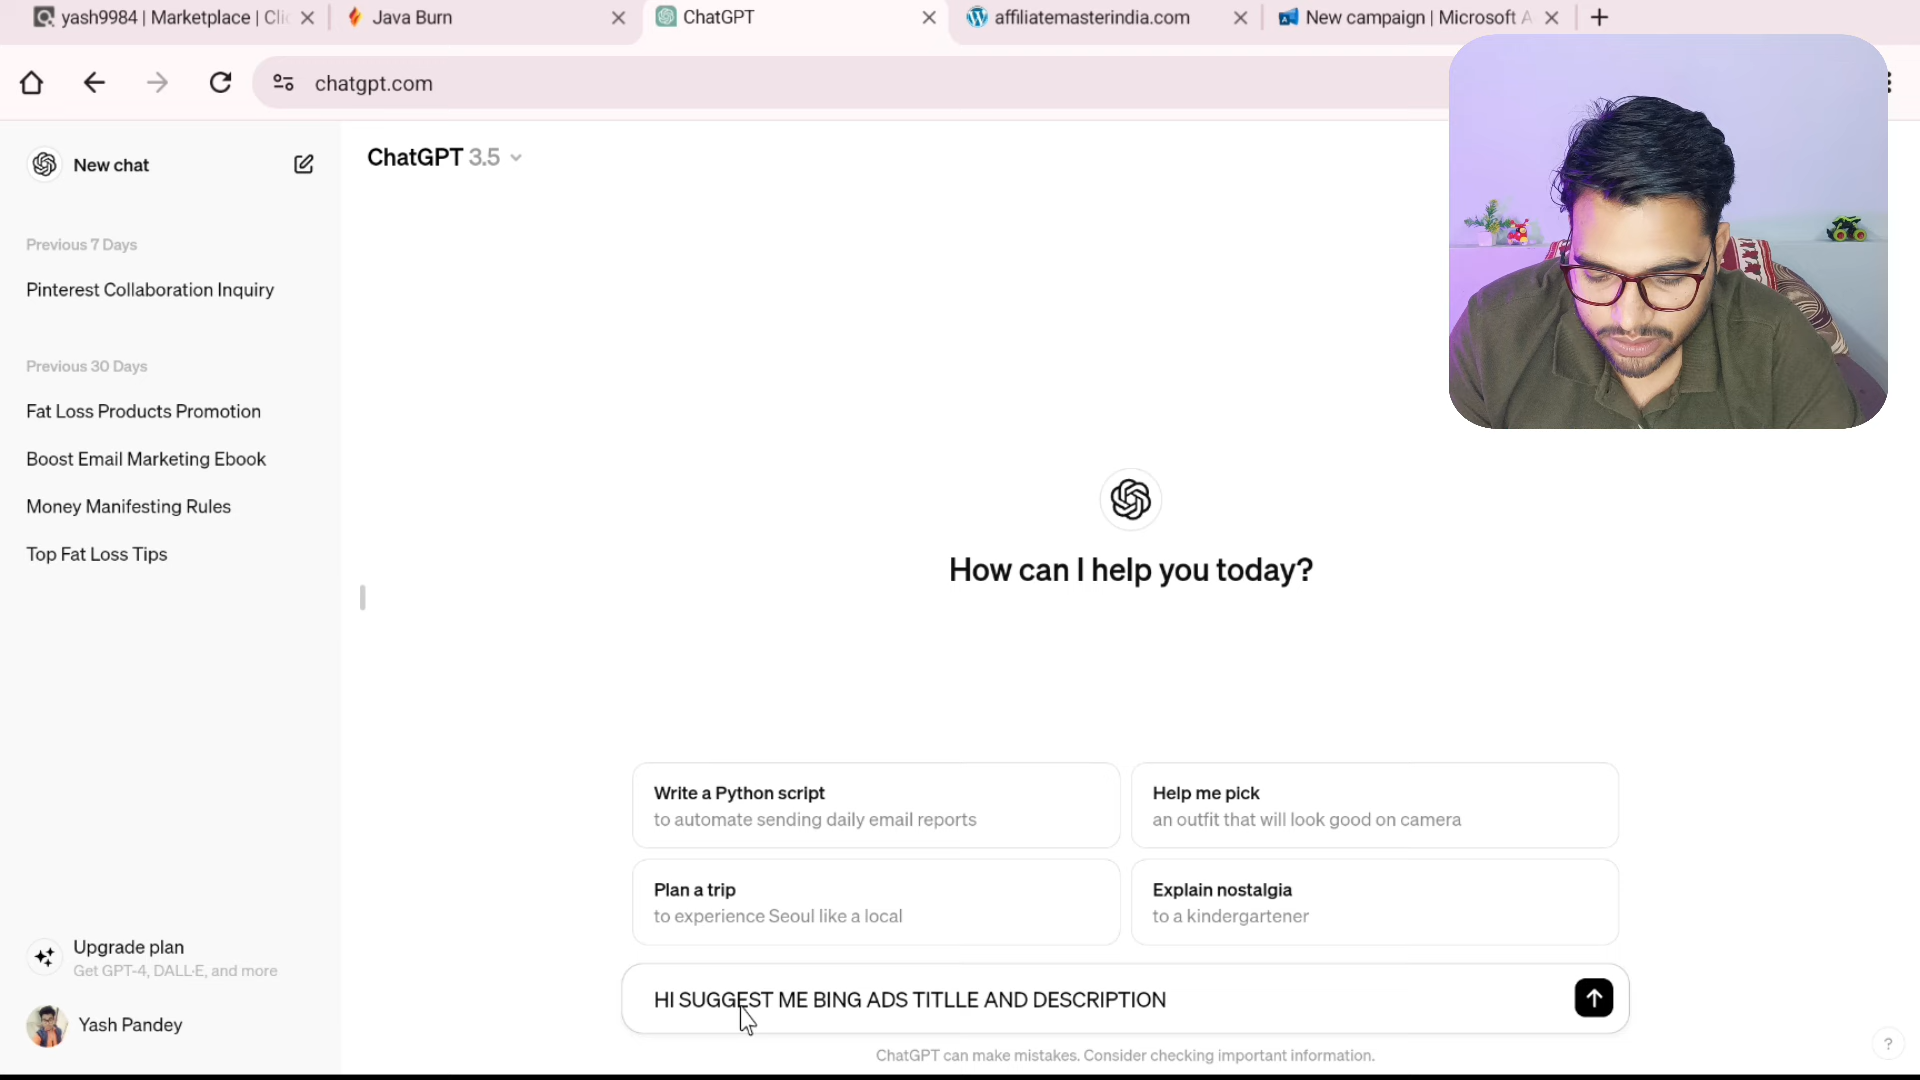 yash9984 | Marketplace | Clic
Java Burn
ChatGPT
affiliatemasterindia.com
New campaign | Microsoft A
chatgpt.com
New chat
ChatGPT 3.5
Previous 7 Days
Pinterest Collaboration Inquiry
Previous 30 Days
Fat Loss Products Promotion
Boost Email Marketing Ebook
Money Manifesting Rules
Top Fat Loss Tips
How can I help you today?
Write a Python script
to automate sending daily email reports
Help me pick
an outfit that will look good on camera
Plan a trip
to experience Seoul like a local
Explain nostalgia
to a kindergartener
Upgrade plan
Get GPT-4, DALL·E, and more
Yash Pandey
HI SUGGEST ME BING ADS TITLLE AND DESCRIPTION
ChatGPT can make mistakes. Consider checking important information.
?